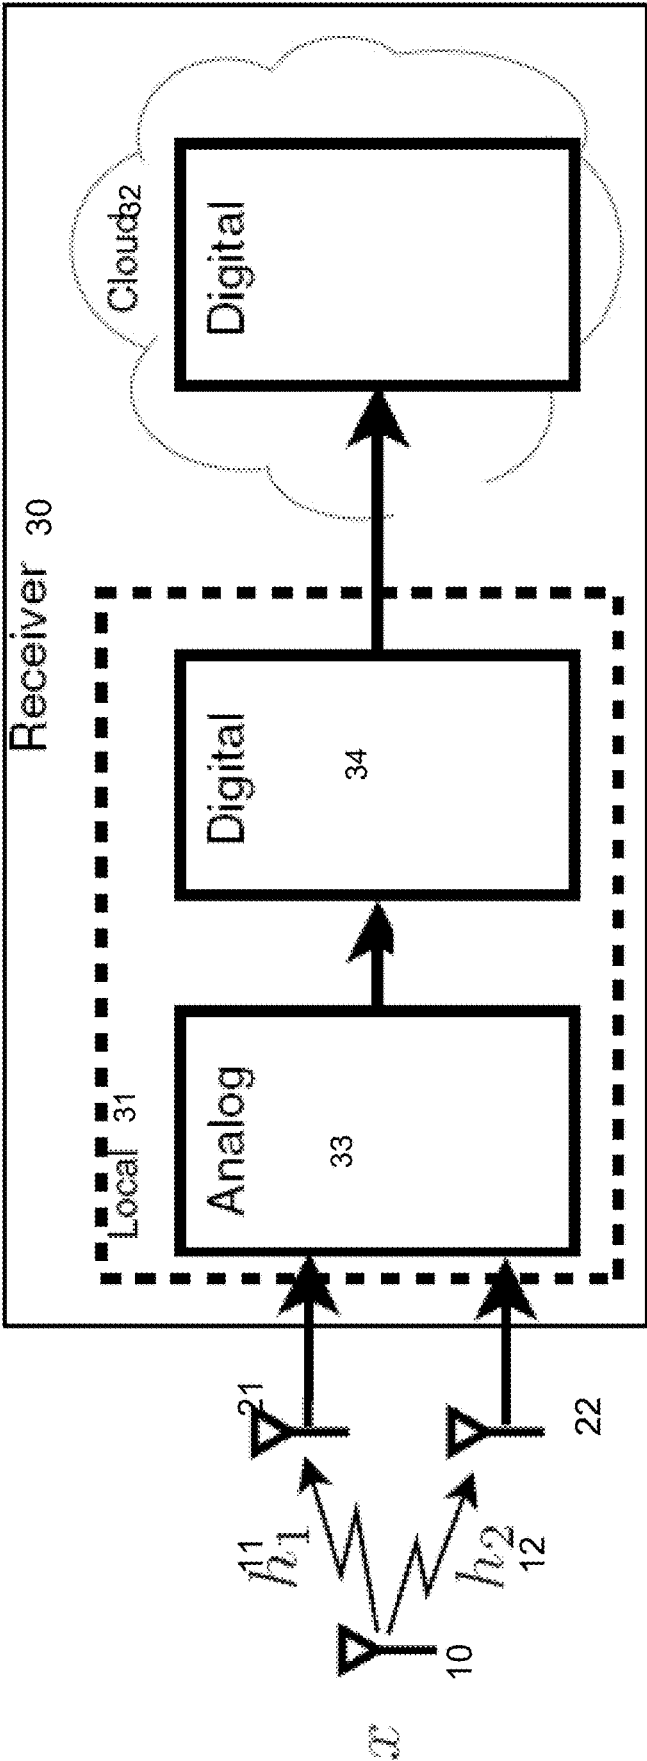 Receiver 30
Cloud 32
Local 31
Analog
33
Digital
34
Digital
21
22
11
h1
h2
12
10
x